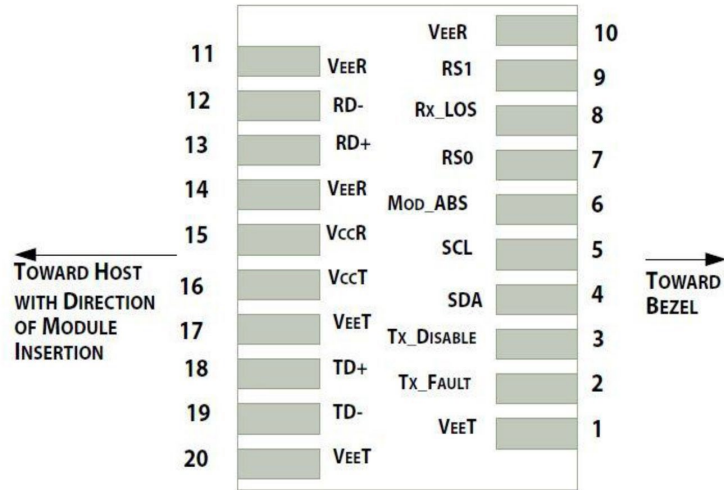 VEER 10
11 VEER
RS1 9
12 RD-
RX_LOS 8
13 RD+
RS0 7
14 VEER
MOD_ABS 6
15 VCCR
SCL 5
16 VCCT
SDA 4
17 VEET
TX_DISABLE 3
18 TD+
TX_FAULT 2
19 TD-
VEET 1
20 VEET
TOWARD HOST
WITH DIRECTION
OF MODULE
INSERTION
TOWARD
BEZEL